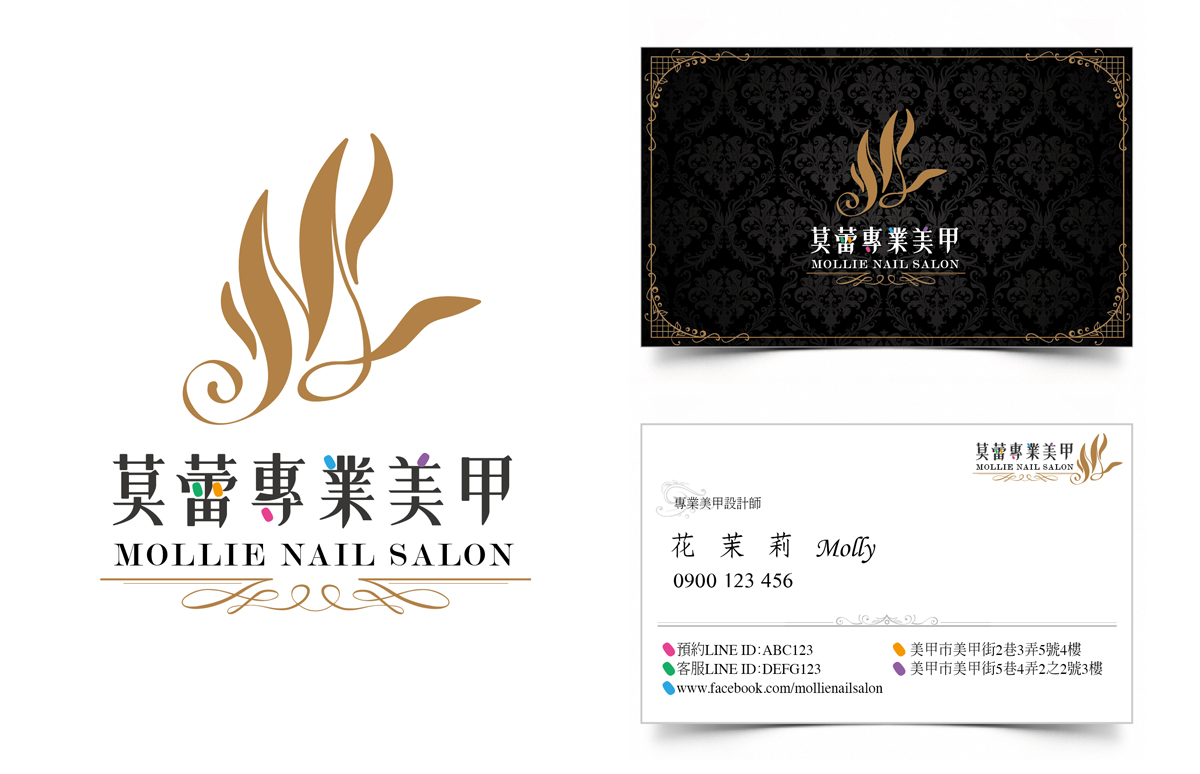 莫蕾專業美甲
MOLLIE NAIL SALON
莫蕾專業美甲
MOLLIE NAIL SALON
莫蕾專業美甲
MOLLIE NAIL SALON
專業美甲設計師
花 茉 莉 Molly
0900 123 456
預約LINE ID:ABC123
客服LINE ID:DEFG123
www.facebook.com/mollienailsalon
美甲市美甲街2巷3弄5號4樓
美甲市美甲街5巷4弄2之2號3樓